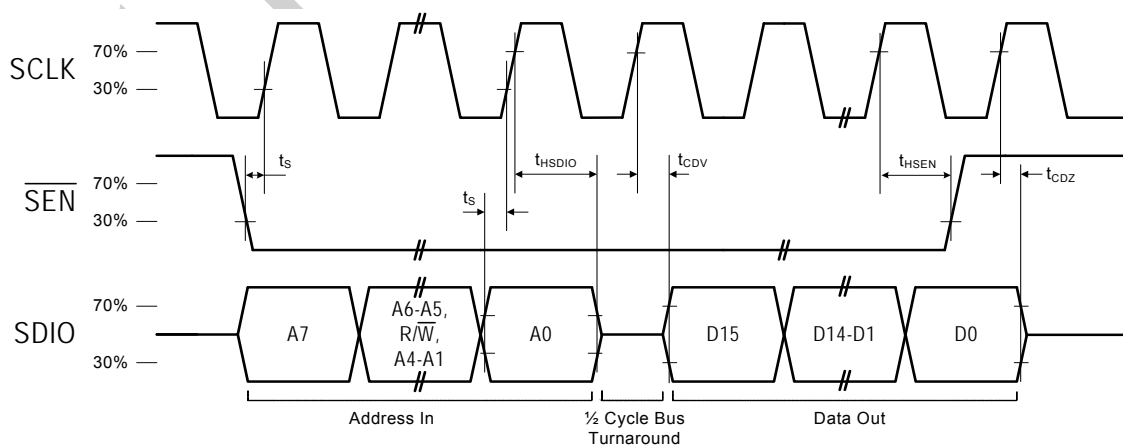 SCLK
70%
30%
tS
tHSDIO
tCDV
tHSEN
tCDZ
SEN
70%
30%
tS
SDIO
70%
30%
A7
A6-A5,
R/W,
A4-A1
A0
D15
D14-D1
D0
Address In
½ Cycle Bus
Turnaround
Data Out